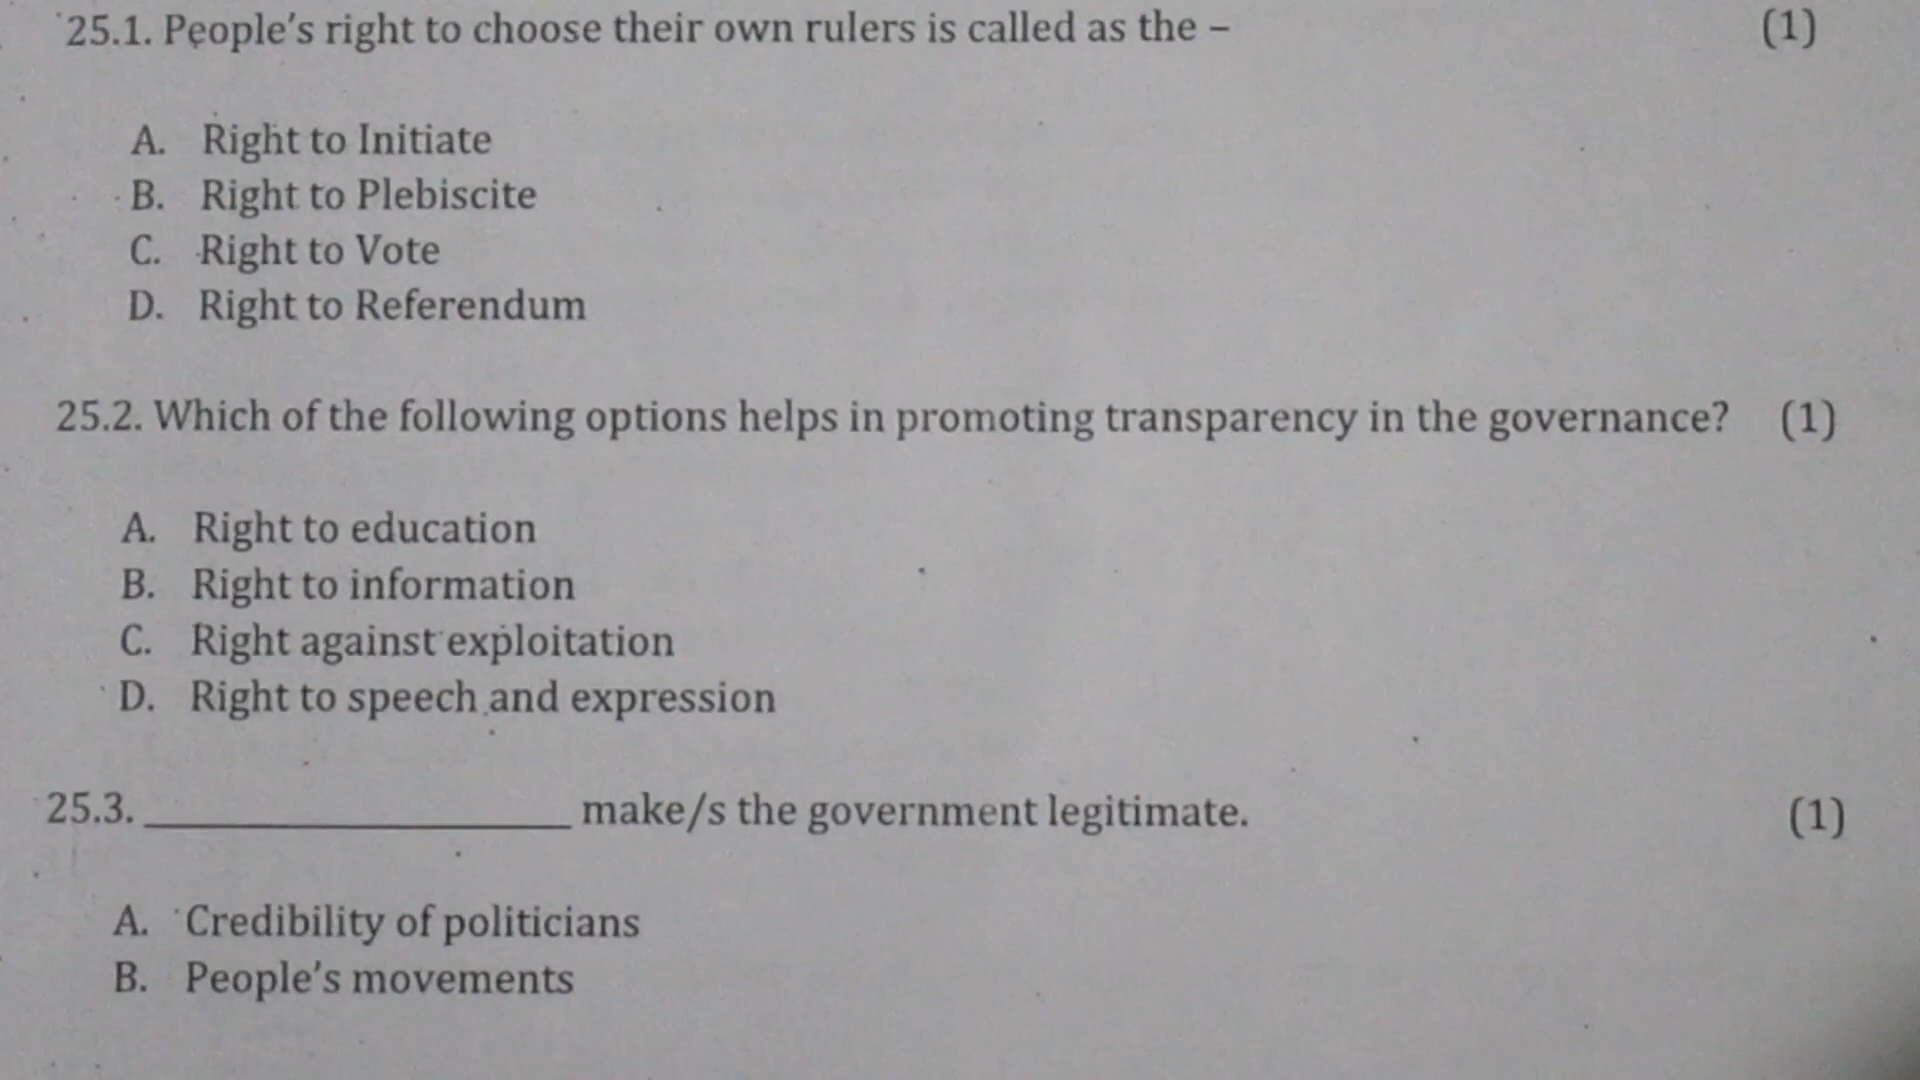 25.1. People's right to choose their own rulers is called as the – (1)
A. Right to Initiate
B. Right to Plebiscite
C. Right to Vote
D. Right to Referendum
25.2. Which of the following options helps in promoting transparency in the governance? (1)
A. Right to education
B. Right to information
C. Right against exploitation
D. Right to speech and expression
25.3. ____________________ make/s the government legitimate. (1)
A. Credibility of politicians
B. People's movements